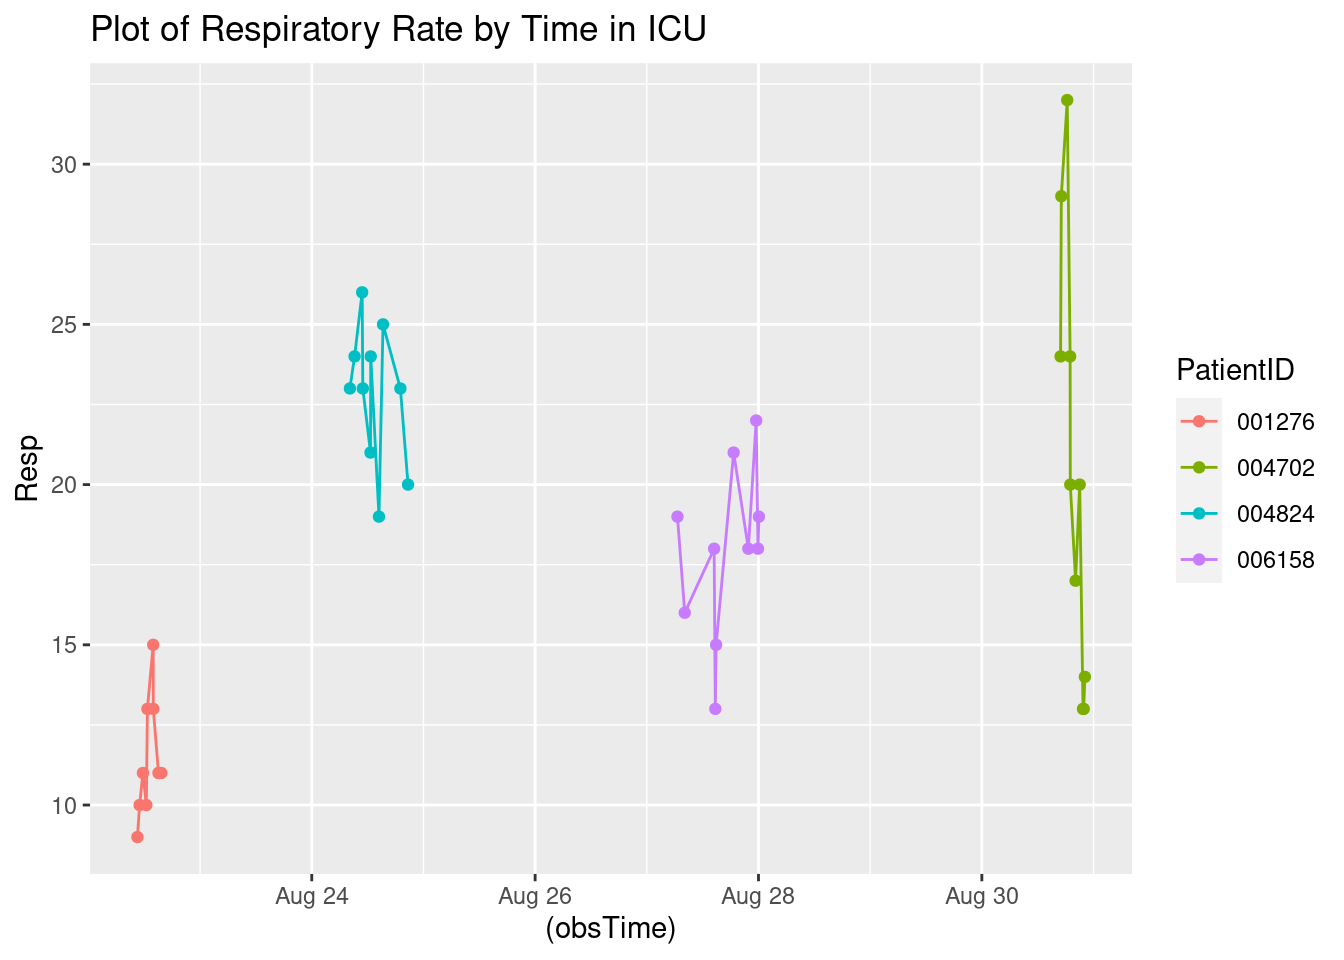 Plot of Respiratory Rate by Time in ICU
Resp
30
25
20
15
10
Aug 24
Aug 26
Aug 28
Aug 30
(obsTime)
PatientID
001276
004702
004824
006158